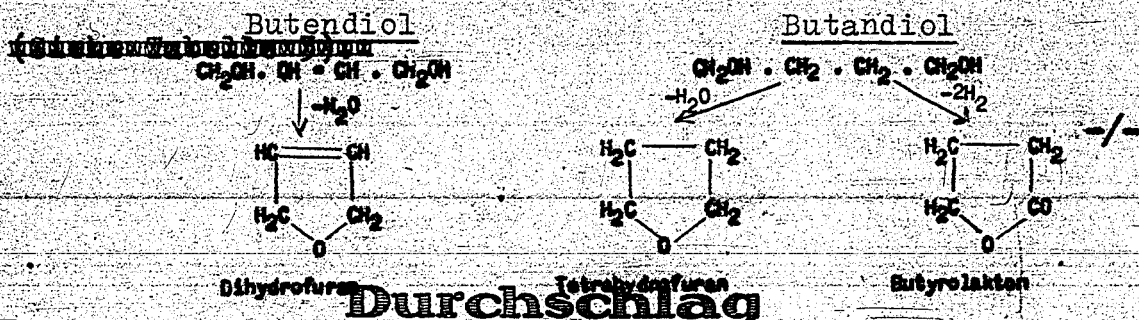 Butendiol Butandiol
CH2OH . CH = CH . CH2OH CH2OH . CH2 . CH2 . CH2OH
-H2O -H2O -2H2
-/-
HC CH H2C CH2 H2C CH2
H2C CH2 H2C CH2 H2C CO
O O O
Dihydrofuran Tetrahydrofuran Butyrolakton
Durchschlag